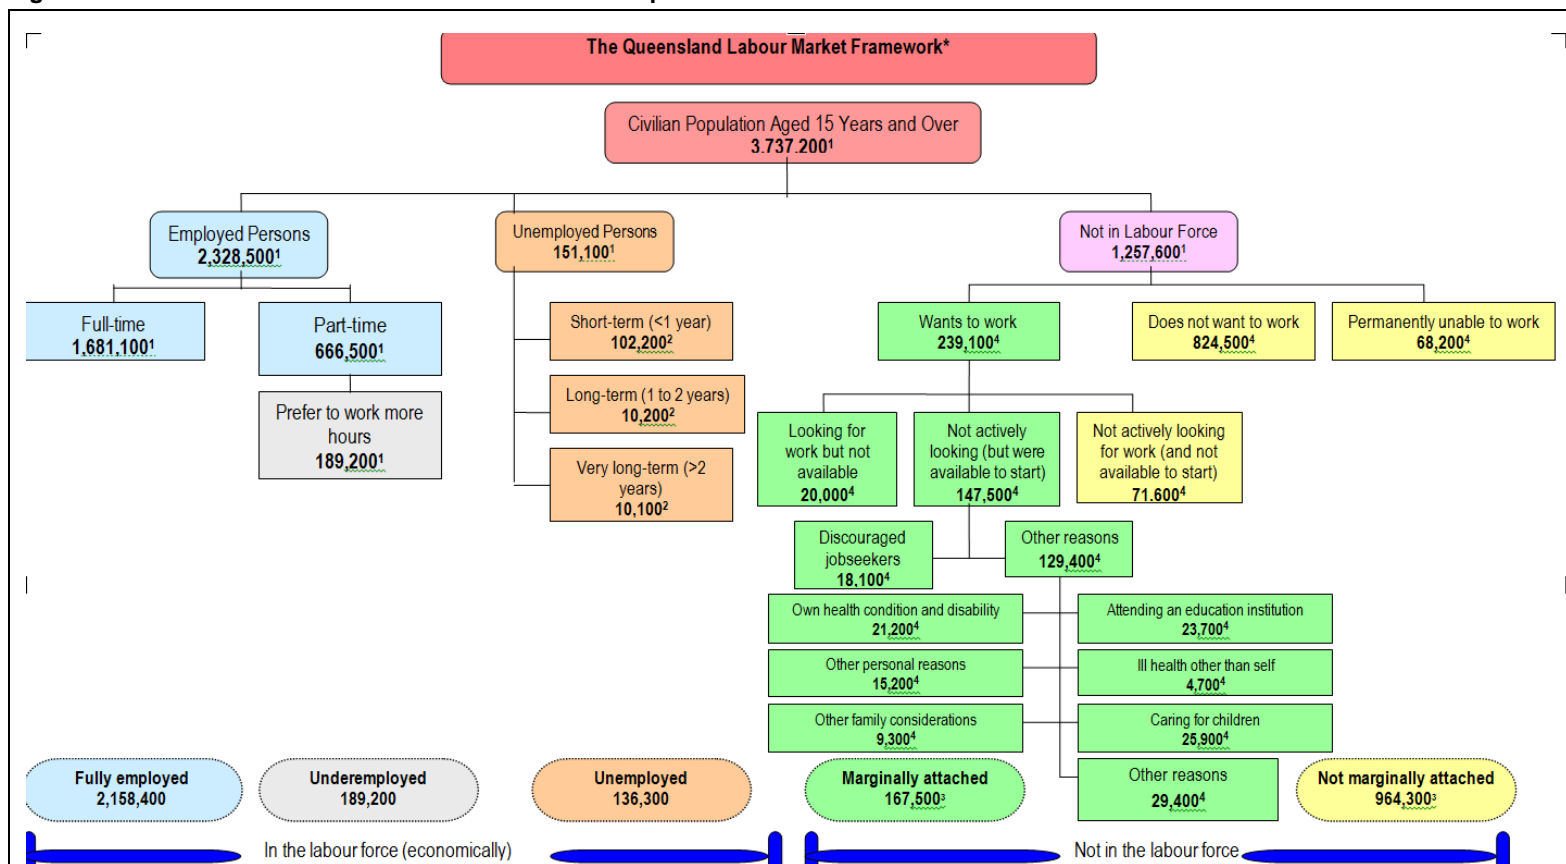 The Queensland Labour Market Framework*
Civilian Population Aged 15 Years and Over
3,737,200¹
Employed Persons
2,328,500¹
Unemployed Persons
151,100¹
Not in Labour Force
1,257,600¹
Full-time
1,681,100¹
Part-time
666,500¹
Prefer to work more
hours
189,200¹
Short-term (<1 year)
102,200²
Long-term (1 to 2 years)
10,200²
Very long-term (>2
years)
10,100²
Wants to work
239,100⁴
Does not want to work
824,500⁴
Permanently unable to work
68,200⁴
Looking for
work but not
available
20,000⁴
Not actively
looking (but were
available to start)
147,500⁴
Not actively looking
for work (and not
available to start)
71,600⁴
Discouraged
jobseekers
18,100⁴
Other reasons
129,400⁴
Own health condition and disability
21,200⁴
Attending an education institution
23,700⁴
Other personal reasons
15,200⁴
Ill health other than self
4,700⁴
Other family considerations
9,300⁴
Caring for children
25,900⁴
Other reasons
29,400⁴
Fully employed
2,158,400
Underemployed
189,200
Unemployed
136,300
Marginally attached
167,500³
Not marginally attached
964,300³
In the labour force (economically)
Not in the labour force